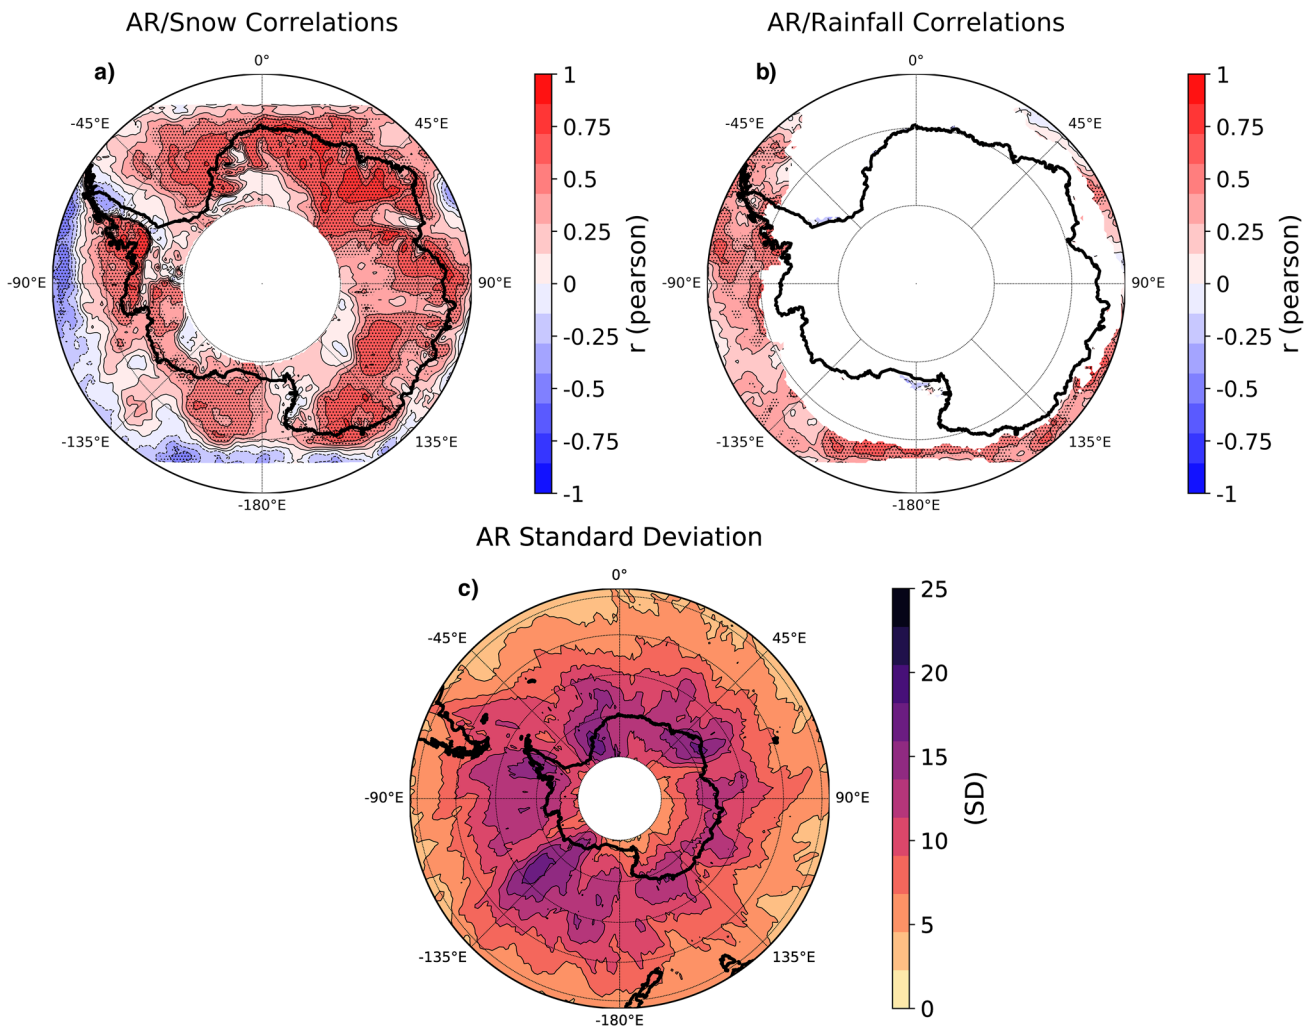 AR/Snow Correlations
a)
0°
-45°E
45°E
-90°E
90°E
-135°E
135°E
-180°E
1
0.75
0.5
0.25
0
-0.25
-0.5
-0.75
-1
r (pearson)
AR/Rainfall Correlations
b)
0°
-45°E
45°E
-90°E
90°E
-135°E
135°E
-180°E
1
0.75
0.5
0.25
0
-0.25
-0.5
-0.75
-1
r (pearson)
AR Standard Deviation
c)
0°
-45°E
45°E
-90°E
90°E
-135°E
135°E
-180°E
25
20
15
10
5
0
(SD)